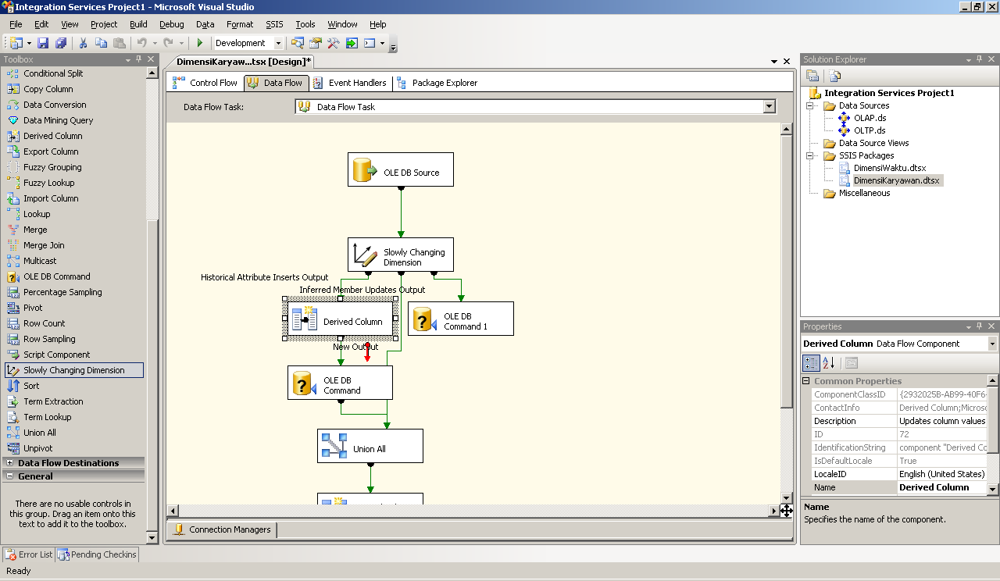 Integration Services Project1 - Microsoft Visual Studio
File Edit View Project Build Debug Data Format SSIS Tools Window Help
Development
Toolbox
Conditional Split
Copy Column
Data Conversion
Data Mining Query
Derived Column
Export Column
Fuzzy Grouping
Fuzzy Lookup
Import Column
Lookup
Merge
Merge Join
Multicast
OLE DB Command
Percentage Sampling
Pivot
Row Count
Row Sampling
Script Component
Slowly Changing Dimension
Sort
Term Extraction
Term Lookup
Union All
Unpivot
Data Flow Destinations
General
There are no usable controls in
this group. Drag an item onto this
text to add it to the toolbox.
DimensiKaryaw...tsx [Design]*
Control Flow Data Flow Event Handlers Package Explorer
Data Flow Task: Data Flow Task
OLE DB Source
Slowly Changing
Dimension
Historical Attribute Inserts Output
Inferred Member Updates Output
Derived Column
OLE DB
Command 1
New Output
OLE DB
Command
Union All
Connection Managers
Solution Explorer
Integration Services Project1
Data Sources
OLAP.ds
OLTP.ds
Data Source Views
SSIS Packages
DimensiWaktu.dtsx
DimensiKaryawan.dtsx
Miscellaneous
Properties
Derived Column Data Flow Component
Common Properties
ComponentClassID {2932025B-AB99-40F6-
ContactInfo Derived Column;Microso
Description Updates column values
ID 72
IdentificationString component "Derived Co
IsDefaultLocale True
LocaleID English (United States)
Name Derived Column
Name
Specifies the name of the component.
Error List Pending Checkins
Ready